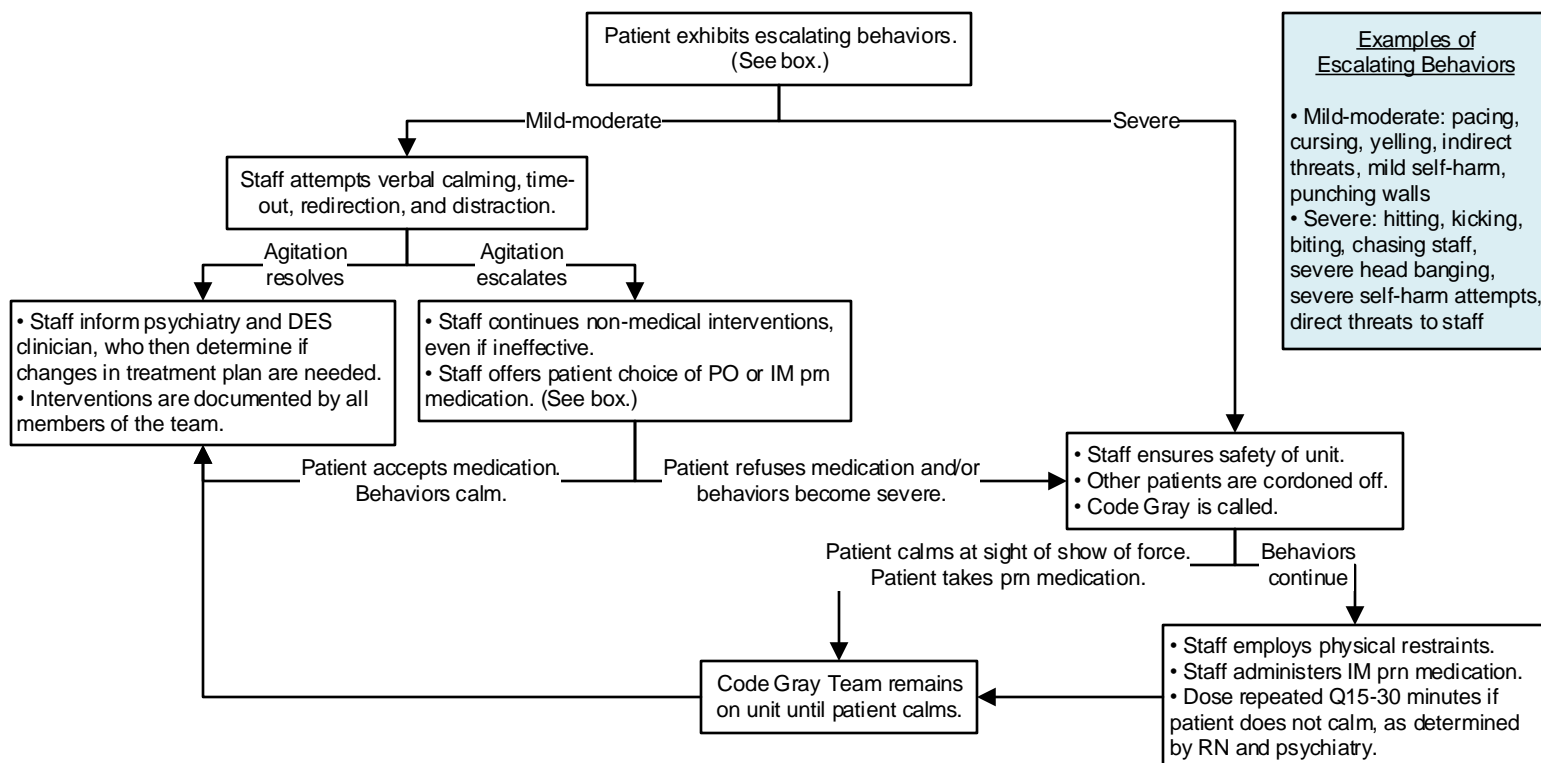 Patient exhibits escalating behaviors.
(See box.)
Examples of
Escalating Behaviors
• Mild-moderate: pacing,
cursing, yelling, indirect
threats, mild self-harm,
punching walls
• Severe: hitting, kicking,
biting, chasing staff,
severe head banging,
severe self-harm attempts,
direct threats to staff
Mild-moderate
Severe
Staff attempts verbal calming, time-
out, redirection, and distraction.
Agitation
resolves
Agitation
escalates
• Staff inform psychiatry and DES
clinician, who then determine if
changes in treatment plan are needed.
• Interventions are documented by all
members of the team.
• Staff continues non-medical interventions,
even if ineffective.
• Staff offers patient choice of PO or IM prn
medication. (See box.)
Patient accepts medication.
Behaviors calm.
Patient refuses medication and/or
behaviors become severe.
• Staff ensures safety of unit.
• Other patients are cordoned off.
• Code Gray is called.
Patient calms at sight of show of force.
Patient takes prn medication.
Behaviors
continue
Code Gray Team remains
on unit until patient calms.
• Staff employs physical restraints.
• Staff administers IM prn medication.
• Dose repeated Q15-30 minutes if
patient does not calm, as determined
by RN and psychiatry.